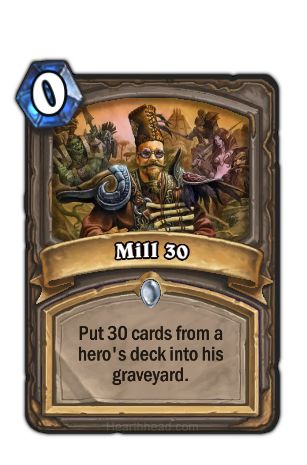 0
Mill 30
Put 30 cards from a
hero's deck into his
graveyard.
Hearthhead.com